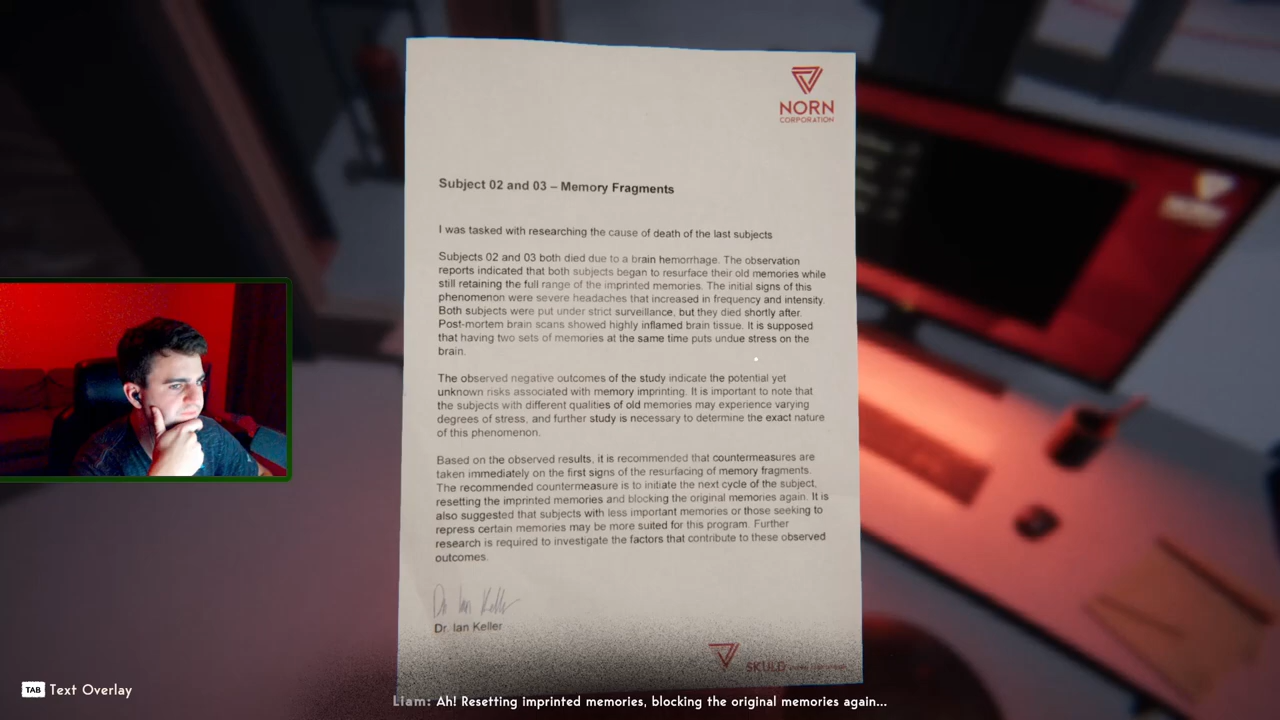 NORN
CORPORATION
Subject 02 and 03 – Memory Fragments
I was tasked with researching the cause of death of the last subjects
Subjects 02 and 03 both died due to a brain hemorrhage. The observation
reports indicated that both subjects began to resurface their old memories while
still retaining the full range of the imprinted memories. The initial signs of this
phenomenon were severe headaches that increased in frequency and intensity.
Both subjects were put under strict surveillance, but they died shortly after.
Post-mortem brain scans showed highly inflamed brain tissue. It is supposed
that having two sets of memories at the same time puts undue stress on the
brain.
The observed negative outcomes of the study indicate the potential yet
unknown risks associated with memory imprinting. It is important to note that
the subjects with different qualities of old memories may experience varying
degrees of stress, and further study is necessary to determine the exact nature
of this phenomenon.
Based on the observed results, it is recommended that countermeasures are
taken immediately on the first signs of the resurfacing of memory fragments.
The recommended countermeasure is to initiate the next cycle of the subject,
resetting the imprinted memories and blocking the original memories again. It is
also suggested that subjects with less important memories or those seeking to
repress certain memories may be more suited for this program. Further
research is required to investigate the factors that contribute to these observed
outcomes.
Dr. Ian Keller
Dr. Ian Keller
SKULD
TAB Text Overlay
Liam: Ah! Resetting imprinted memories, blocking the original memories again...